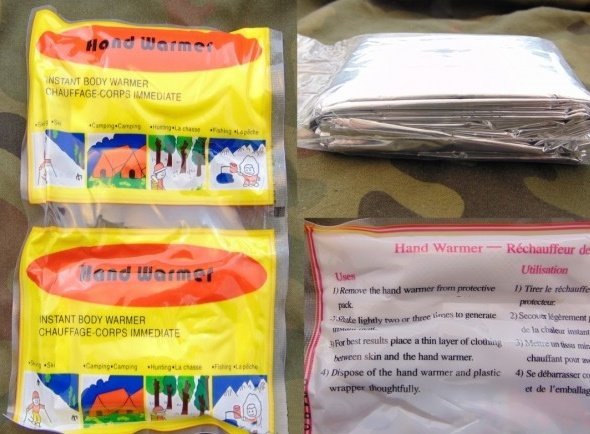 Hand Warmer
INSTANT BODY WARMER
CHAUFFAGE-CORPS IMMEDIATE
•Ski •Camping•Camping •Hunting•La chasse •Fishing •La pêche
Hand Warmer
INSTANT BODY WARMER
CHAUFFAGE-CORPS IMMEDIATE
•Ski •Camping•Camping •Hunting•La chasse •Fishing •La pêche
Hand Warmer — Réchauffeur de
Uses
1) Remove the hand warmer from protective
pack.
2) Shake lightly two or three times to generate
instant heat.
3) For best results place a thin layer of clothing
between skin and the hand warmer.
4) Dispose of the hand warmer and plastic
wrapper thoughtfully.
Utilisation
1) Tirer le réchauffe
protecteur.
2) Secoux légèrement
de la chaleur instant
3) Mettre un tissu min
chauffant pour av
4) Se débarrasser co
et de l'emballag